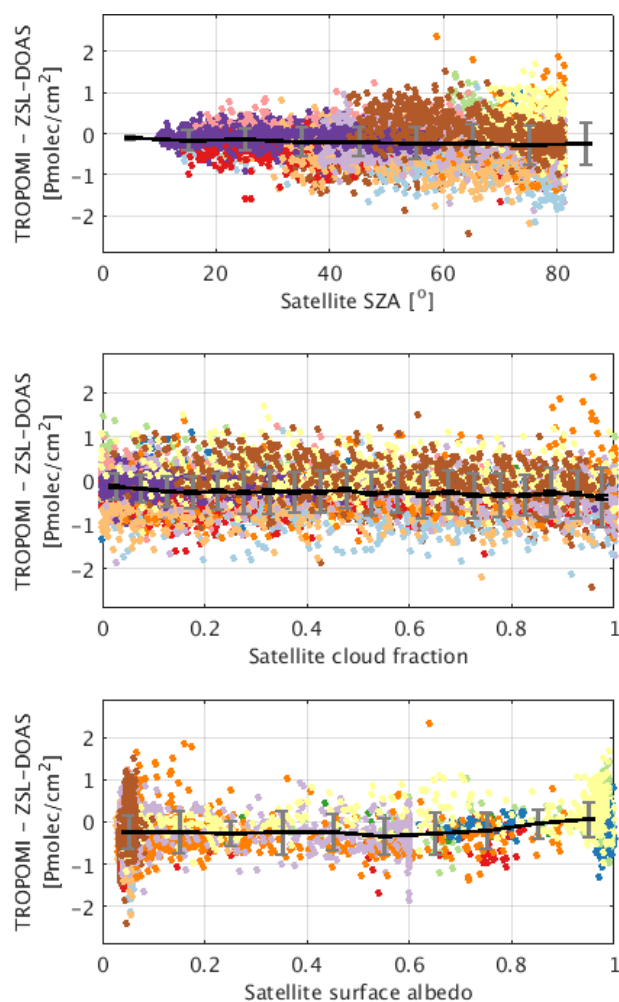 TROPOMI − ZSL−DOAS
[Pmolec/cm²]
2
1
0
−1
−2
0 20 40 60 80
Satellite SZA [°]
TROPOMI − ZSL−DOAS
[Pmolec/cm²]
2
1
0
−1
−2
0 0.2 0.4 0.6 0.8 1
Satellite cloud fraction
TROPOMI − ZSL−DOAS
[Pmolec/cm²]
2
1
0
−1
−2
0 0.2 0.4 0.6 0.8 1
Satellite surface albedo